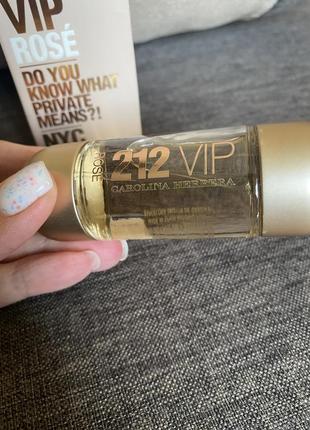 VIP
ROSÉ
DO YOU
KNOW WHAT
PRIVATE
MEANS?!
NYC
ROSÉ
212 VIP
CAROLINA HERRERA